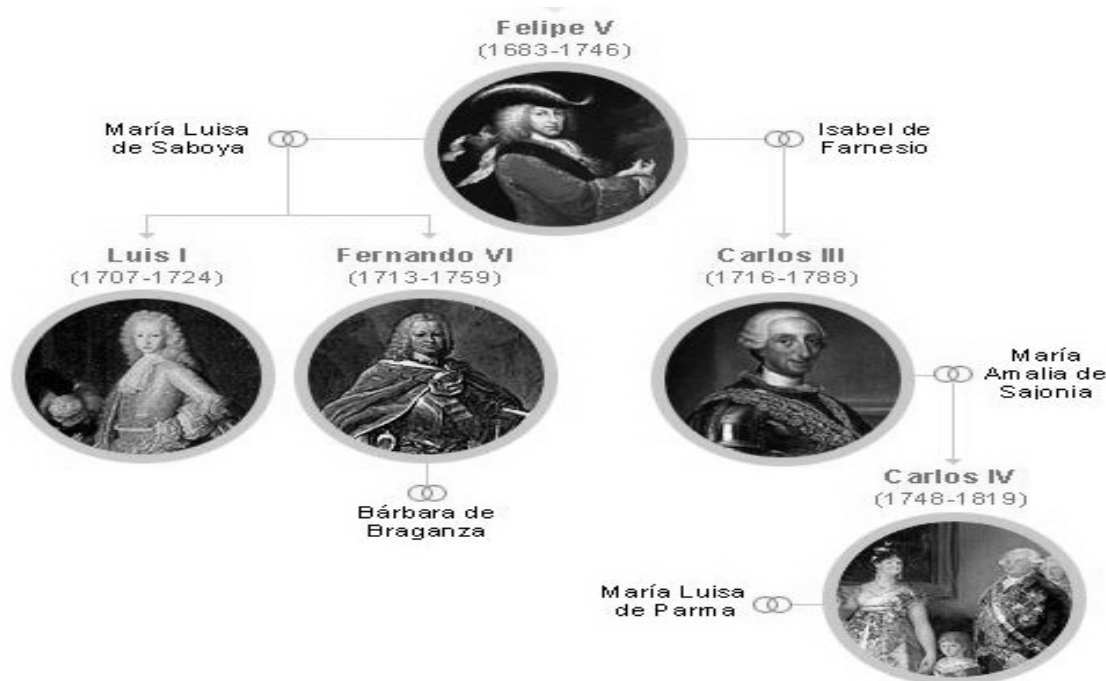 Felipe V
(1683-1746)
María Luisa
de Saboya
Isabel de
Farnesio
Luis I
(1707-1724)
Fernando VI
(1713-1759)
Carlos III
(1716-1788)
María
Amalia de
Sajonia
Bárbara de
Braganza
Carlos IV
(1748-1819)
María Luisa
de Parma